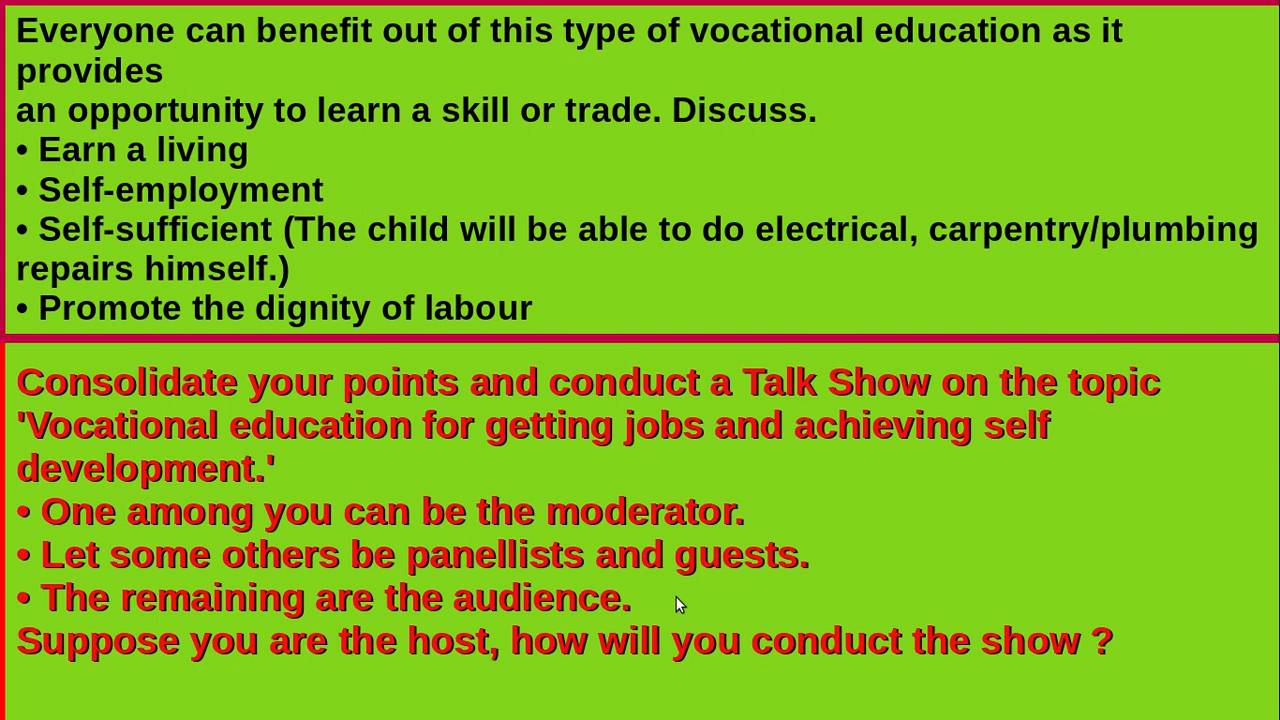 Everyone can benefit out of this type of vocational education as it
provides
an opportunity to learn a skill or trade. Discuss.
• Earn a living
• Self-employment
• Self-sufficient (The child will be able to do electrical, carpentry/plumbing
repairs himself.)
• Promote the dignity of labour
Consolidate your points and conduct a Talk Show on the topic
'Vocational education for getting jobs and achieving self
development.'
• One among you can be the moderator.
• Let some others be panellists and guests.
• The remaining are the audience.
Suppose you are the host, how will you conduct the show ?